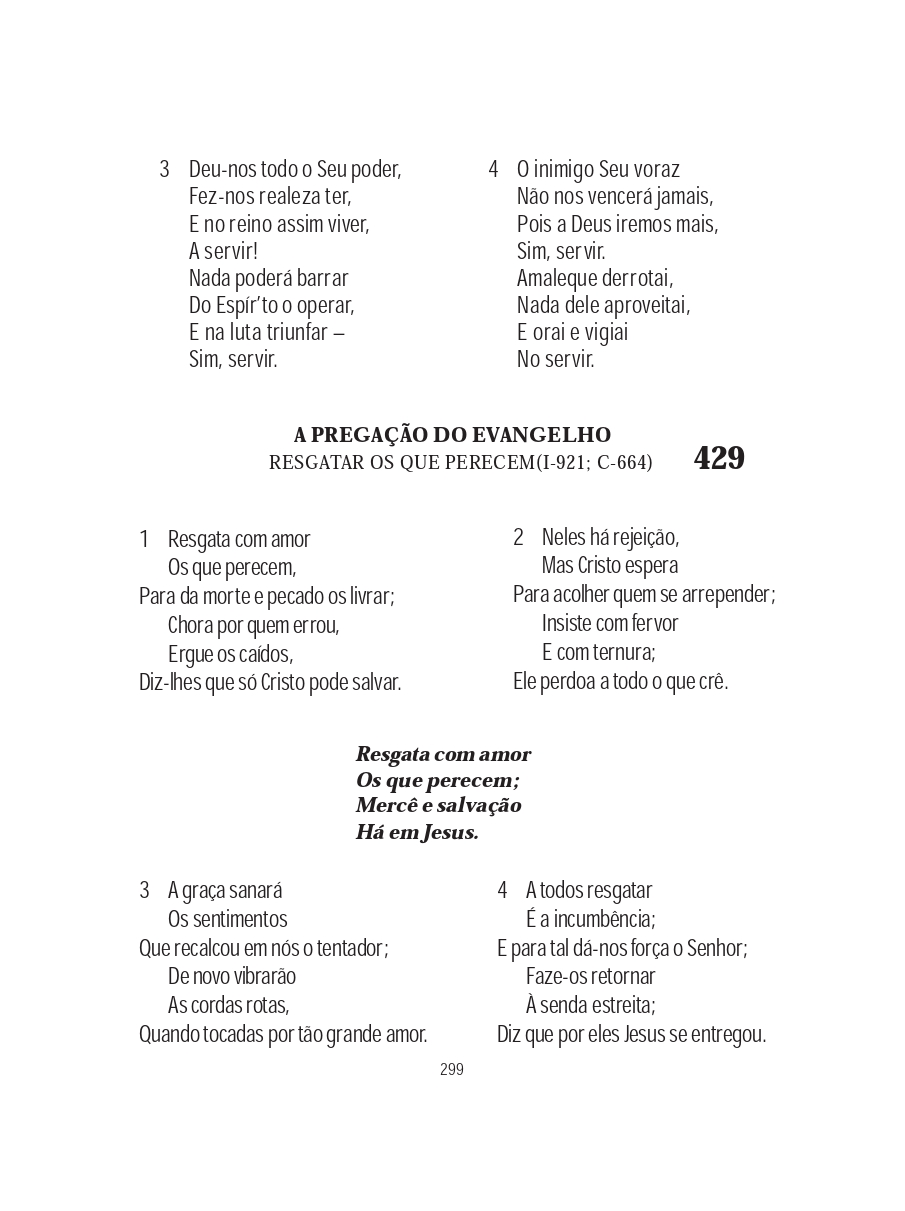 3 Deu-nos todo o Seu poder,
Fez-nos realeza ter,
E no reino assim viver,
A servir!
Nada poderá barrar
Do Espír’to o operar,
E na luta triunfar –
Sim, servir.
4 O inimigo Seu voraz
Não nos vencerá jamais,
Pois a Deus iremos mais,
Sim, servir.
Amaleque derrotai,
Nada dele aproveitai,
E orai e vigiai
No servir.
A PREGAÇÃO DO EVANGELHO
RESGATAR OS QUE PERECEM(I-921; C-664) 429
1 Resgata com amor
Os que perecem,
Para da morte e pecado os livrar;
Chora por quem errou,
Ergue os caídos,
Diz-lhes que só Cristo pode salvar.
2 Neles há rejeição,
Mas Cristo espera
Para acolher quem se arrepender;
Insiste com fervor
E com ternura;
Ele perdoa a todo o que crê.
Resgata com amor
Os que perecem;
Mercê e salvação
Há em Jesus.
3 A graça sanará
Os sentimentos
Que recalcou em nós o tentador;
De novo vibrarão
As cordas rotas,
Quando tocadas por tão grande amor.
4 A todos resgatar
É a incumbência;
E para tal dá-nos força o Senhor;
Faze-os retornar
À senda estreita;
Diz que por eles Jesus se entregou.
299